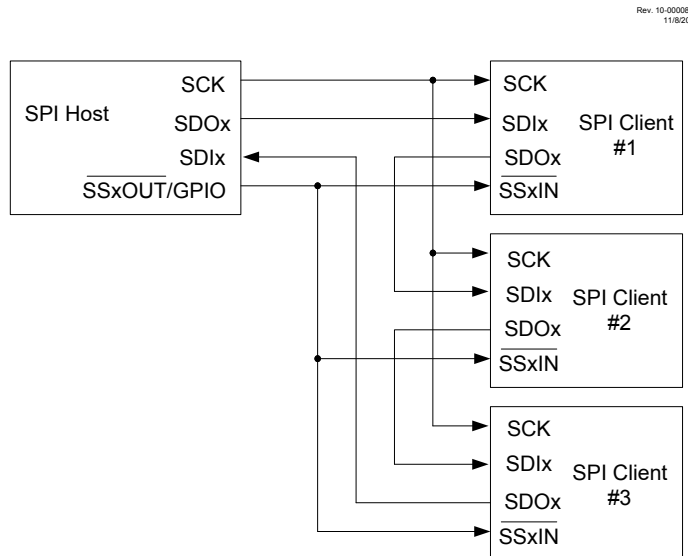 Rev. 10-00008
11/8/20
SPI Host
SCK
SDOx
SDIx
SSxOUT/GPIO
SCK
SDIx
SDOx
SSxIN
SPI Client
#1
SCK
SDIx
SDOx
SSxIN
SPI Client
#2
SCK
SDIx
SDOx
SSxIN
SPI Client
#3